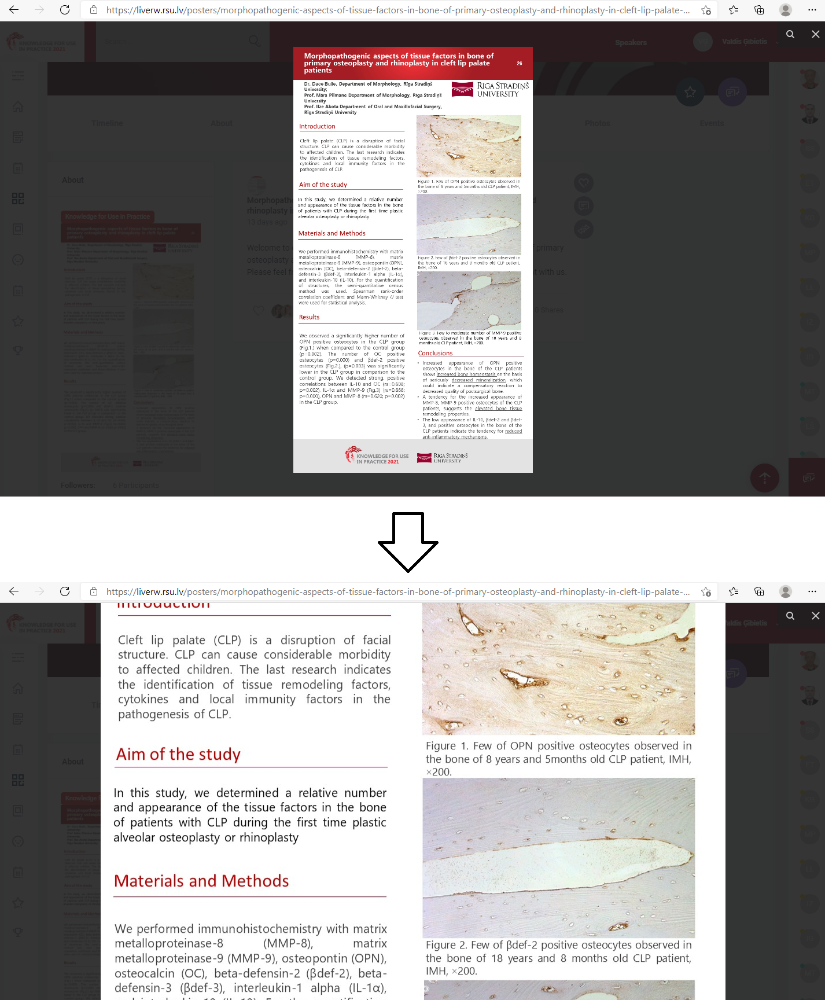 https://liverw.rsu.lv/posters/morphopathogenic-aspects-of-tissue-factors-in-bone-of-primary-osteoplasty-and-rhinoplasty-in-cleft-lip-palate-...
KNOWLEDGE FOR USE
IN PRACTICE 2021
Search
Speakers
Valdis Ģibietis
Timeline
About
Photos
Events
About
Knowledge for Use in Practice
13 days ago
Welcome to
primary
osteoplasty a
Please feel f
t with us.
0 Shares
Followers:
6 Participants
Morphopathogenic aspects of tissue factors in bone of
primary osteoplasty and rhinoplasty in cleft lip palate
patients
26
Dr. Dace Buile, Department of Morphology, Rīga Stradiņš
University;
Prof. Māra Pilmane Department of Morphology, Rīga Stradiņš
University
Prof. Ilze Akota Department of Oral and Maxillofacial Surgery,
Rīga Stradiņš University
RĪGA STRADIŅŠ
UNIVERSITY
Introduction
Cleft lip palate (CLP) is a disruption of facial
structure. CLP can cause considerable morbidity
to affected children. The last research indicates
the identification of tissue remodeling factors,
cytokines and local immunity factors in the
pathogenesis of CLP.
Aim of the study
In this study, we determined a relative number
and appearance of the tissue factors in the bone
of patients with CLP during the first time plastic
alveolar osteoplasty or rhinoplasty
Materials and Methods
We performed immunohistochemistry with matrix
metalloproteinase-8 (MMP-8), matrix
metalloproteinase-9 (MMP-9), osteopontin (OPN),
osteocalcin (OC), beta-defensin-2 (βdef-2), beta-
defensin-3 (βdef-3), interleukin-1 alpha (IL-1α),
and interleukin-10 (IL-10). For the quantification
of structures, the semi-quantitative census
method was used. Spearman rank-order
correlation coefficient and Mann-Whitney U test
were used for statistical analysis.
Results
We observed a significantly higher number of
OPN positive osteocytes in the CLP group
(Fig.1.) when compared to the control group
(p=0.002). The number of OC positive
osteocytes (p=0.000) and βdef-2 positive
osteocytes (Fig.2.), (p=0.003) was significantly
lower in the CLP group in comparison to the
control group. We detected strong, positive
correlations between IL-10 and OC (rs=0.608;
p=0.002), IL-1α and MMP-9 (Fig.3) (rs=0.666;
p=0.000), OPN and MMP-8 (rs=0.620; p=0.002)
in the CLP group.
Figure 1. Few of OPN positive osteocytes observed in
the bone of 8 years and 5months old CLP patient, IMH,
×200.
Figure 2. Few of βdef-2 positive osteocytes observed in
the bone of 18 years and 8 months old CLP patient,
IMH, ×200.
Figure 3. Few to moderate number of MMP-9 positive
osteocytes observed in the bone of 18 years and 8
months old CLP patient, IMH, ×200.
Conclusions
• Increased appearance of OPN positive
osteocytes in the bone of the CLP patients
shows increased bone homeostasis on the basis
of seriously decreased mineralization, which
could indicate a compensatory reaction to
decreased quality of postsurgical bone.
• A tendency for the increased appearance of
MMP-8, MMP-9 positive osteocytes of the CLP
patients, suggests the elevated bone tissue
remodeling properties.
• The low appearance of IL-10, βdef-2 and βdef-
3, and positive osteocytes in the bone of the
CLP patients indicate the tendency for reduced
anti-inflammatory mechanisms.
KNOWLEDGE FOR USE
IN PRACTICE 2021
RĪGA STRADIŅŠ
UNIVERSITY
https://liverw.rsu.lv/posters/morphopathogenic-aspects-of-tissue-factors-in-bone-of-primary-osteoplasty-and-rhinoplasty-in-cleft-lip-palate-...
KNOWLEDGE FOR USE
IN PRACTICE 2021
Valdis Ģibietis
About
Introduction
Cleft lip palate (CLP) is a disruption of facial
structure. CLP can cause considerable morbidity
to affected children. The last research indicates
the identification of tissue remodeling factors,
cytokines and local immunity factors in the
pathogenesis of CLP.
Aim of the study
In this study, we determined a relative number
and appearance of the tissue factors in the bone
of patients with CLP during the first time plastic
alveolar osteoplasty or rhinoplasty
Materials and Methods
We performed immunohistochemistry with matrix
metalloproteinase-8 (MMP-8), matrix
metalloproteinase-9 (MMP-9), osteopontin (OPN),
osteocalcin (OC), beta-defensin-2 (βdef-2), beta-
defensin-3 (βdef-3), interleukin-1 alpha (IL-1α),
Figure 1. Few of OPN positive osteocytes observed in
the bone of 8 years and 5months old CLP patient, IMH,
×200.
Figure 2. Few of βdef-2 positive osteocytes observed in
the bone of 18 years and 8 months old CLP patient,
IMH, ×200.